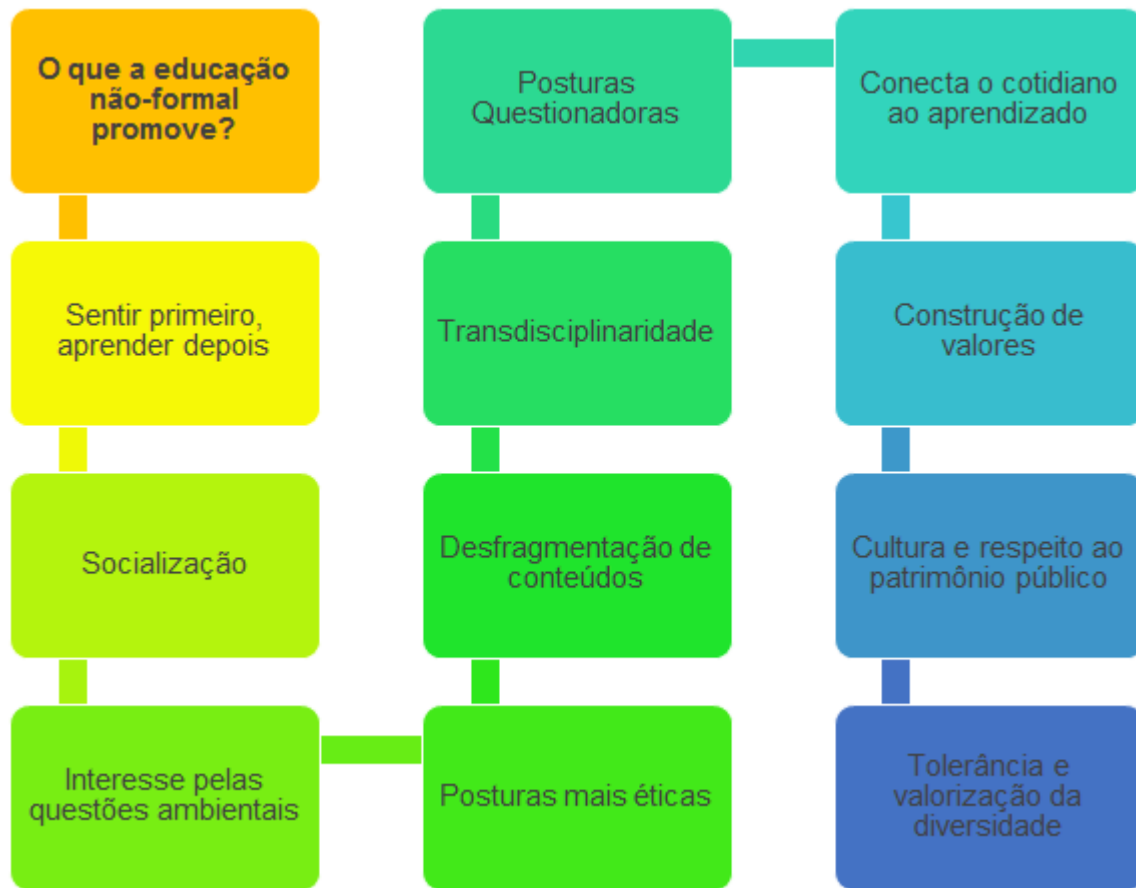 O que a educação
não-formal
promove?
Sentir primeiro,
aprender depois
Socialização
Interesse pelas
questões ambientais
Posturas mais éticas
Desfragmentação de
conteúdos
Transdisciplinaridade
Posturas
Questionadoras
Conecta o cotidiano
ao aprendizado
Construção de
valores
Cultura e respeito ao
patrimônio público
Tolerância e
valorização da
diversidade